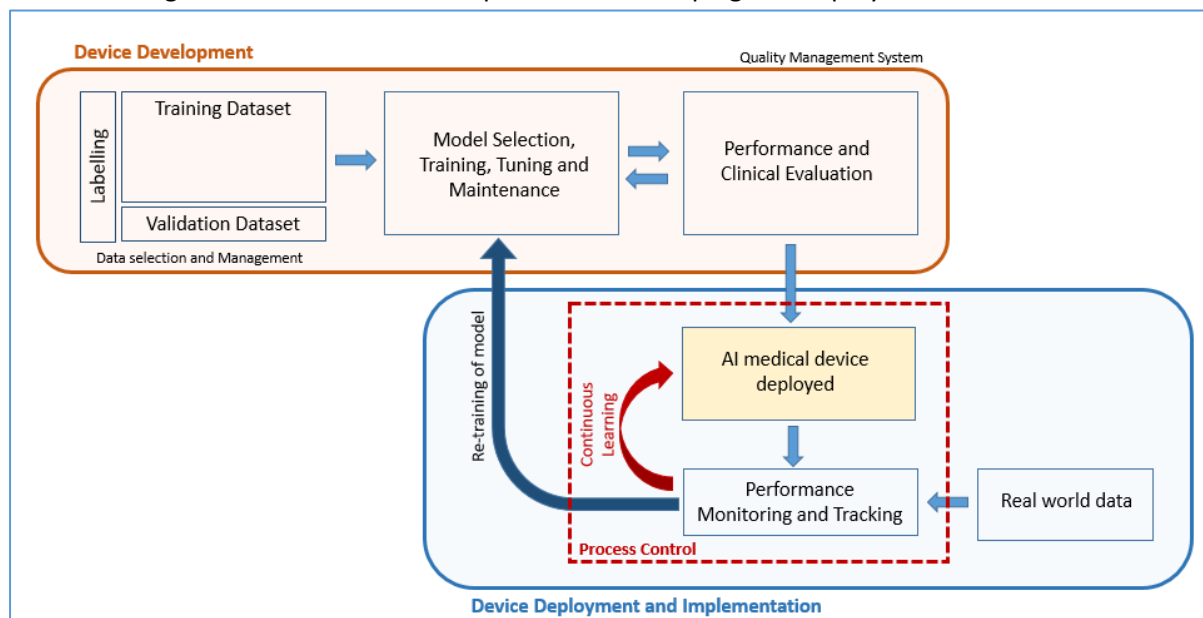 Device Development
Quality Management System
Labelling
Training Dataset
Validation Dataset
Data selection and Management
Model Selection,
Training, Tuning and
Maintenance
Performance and
Clinical Evaluation
Re-training of model
Continuous
Learning
AI medical device
deployed
Performance
Monitoring and Tracking
Real world data
Process Control
Device Deployment and Implementation